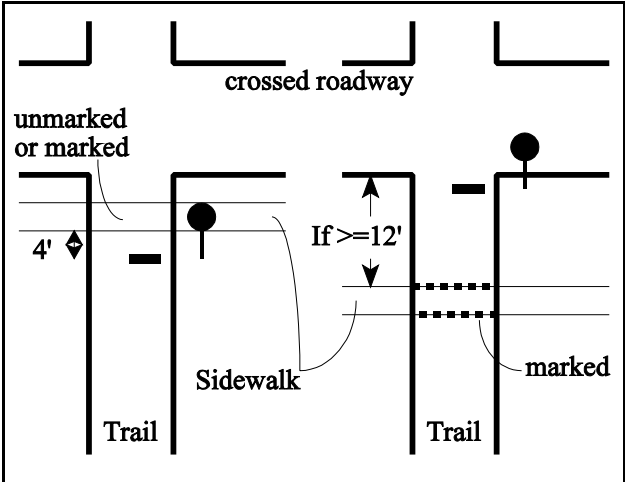 crossed roadway
unmarked
or marked
4'
If >=12'
Sidewalk
marked
Trail
Trail